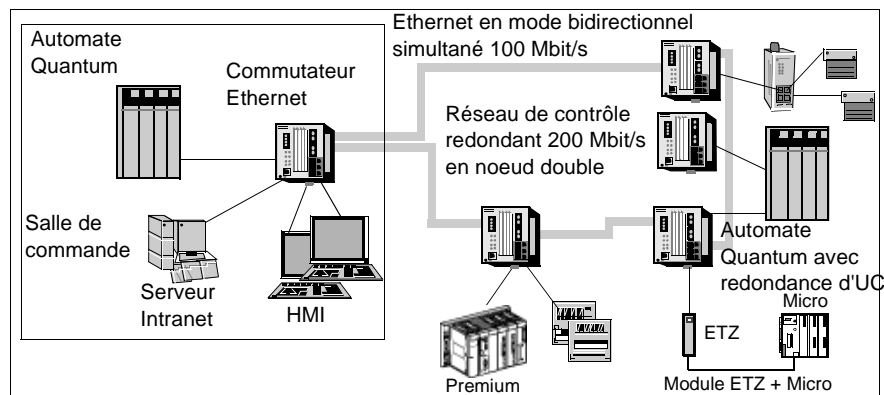 Automate
Quantum
Commutateur
Ethernet
Ethernet en mode bidirectionnel
simultané 100 Mbit/s
Réseau de contrôle
redondant 200 Mbit/s
en noeud double
Salle de
commande
Serveur
Intranet
HMI
Automate
Quantum avec
redondance d'UC
Micro
ETZ
Premium
Module ETZ + Micro